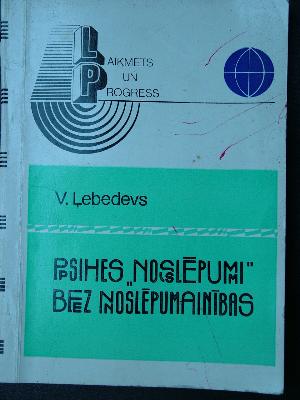 LAIKMETS
UN
PROGRESS
V. Ļebedevs
PSIHES „NOSLĒPUMI"
BEZ NOSLĒPUMAINĪBAS